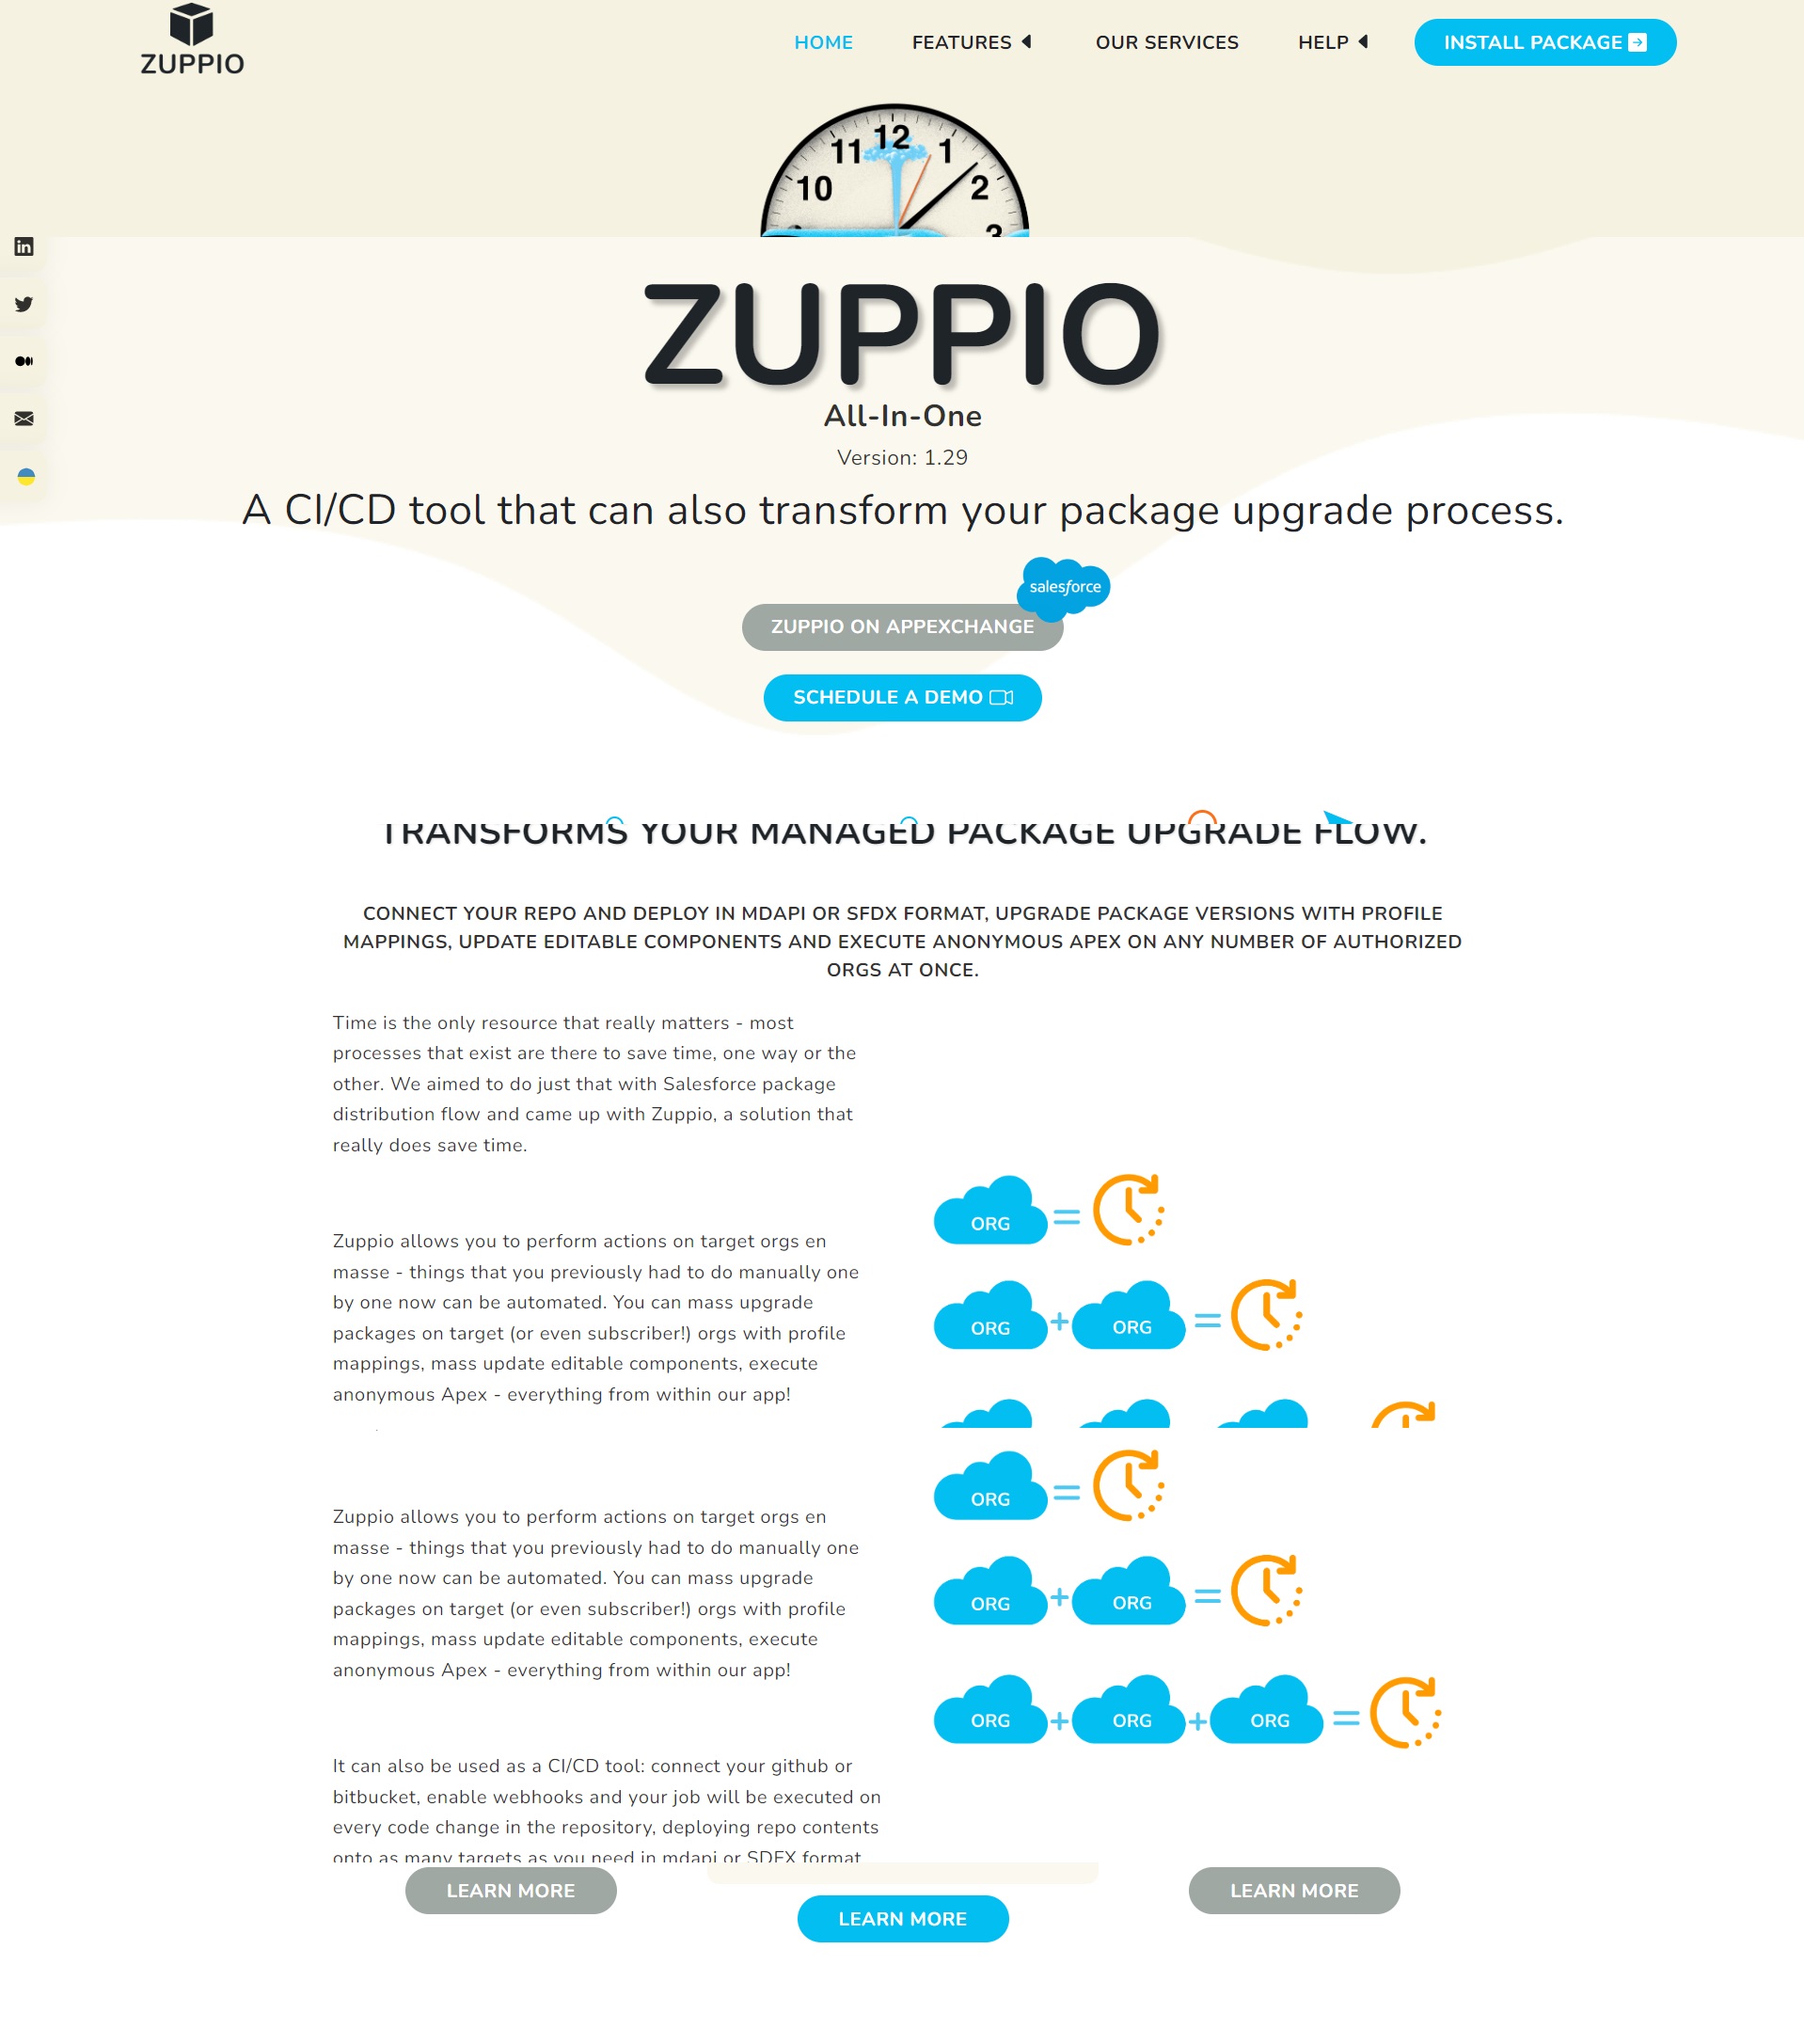 ZUPPIO
HOME
FEATURES
OUR SERVICES
HELP
INSTALL PACKAGE
10
11
12
1
2
3
ZUPPIO
All-In-One
Version: 1.29
A CI/CD tool that can also transform your package upgrade process.
salesforce
ZUPPIO ON APPEXCHANGE
SCHEDULE A DEMO
TRANSFORMS YOUR MANAGED PACKAGE UPGRADE FLOW.
CONNECT YOUR REPO AND DEPLOY IN MDAPI OR SFDX FORMAT, UPGRADE PACKAGE VERSIONS WITH PROFILE
MAPPINGS, UPDATE EDITABLE COMPONENTS AND EXECUTE ANONYMOUS APEX ON ANY NUMBER OF AUTHORIZED
ORGS AT ONCE.
Time is the only resource that really matters - most
processes that exist are there to save time, one way or the
other. We aimed to do just that with Salesforce package
distribution flow and came up with Zuppio, a solution that
really does save time.
Zuppio allows you to perform actions on target orgs en
masse - things that you previously had to do manually one
by one now can be automated. You can mass upgrade
packages on target (or even subscriber!) orgs with profile
mappings, mass update editable components, execute
anonymous Apex - everything from within our app!
ORG =
ORG + ORG =
Zuppio allows you to perform actions on target orgs en
masse - things that you previously had to do manually one
by one now can be automated. You can mass upgrade
packages on target (or even subscriber!) orgs with profile
mappings, mass update editable components, execute
anonymous Apex - everything from within our app!
ORG =
ORG + ORG =
ORG + ORG + ORG =
It can also be used as a CI/CD tool: connect your github or
bitbucket, enable webhooks and your job will be executed on
every code change in the repository, deploying repo contents
onto as many targets as you need in mdapi or SDFX format
LEARN MORE
LEARN MORE
LEARN MORE